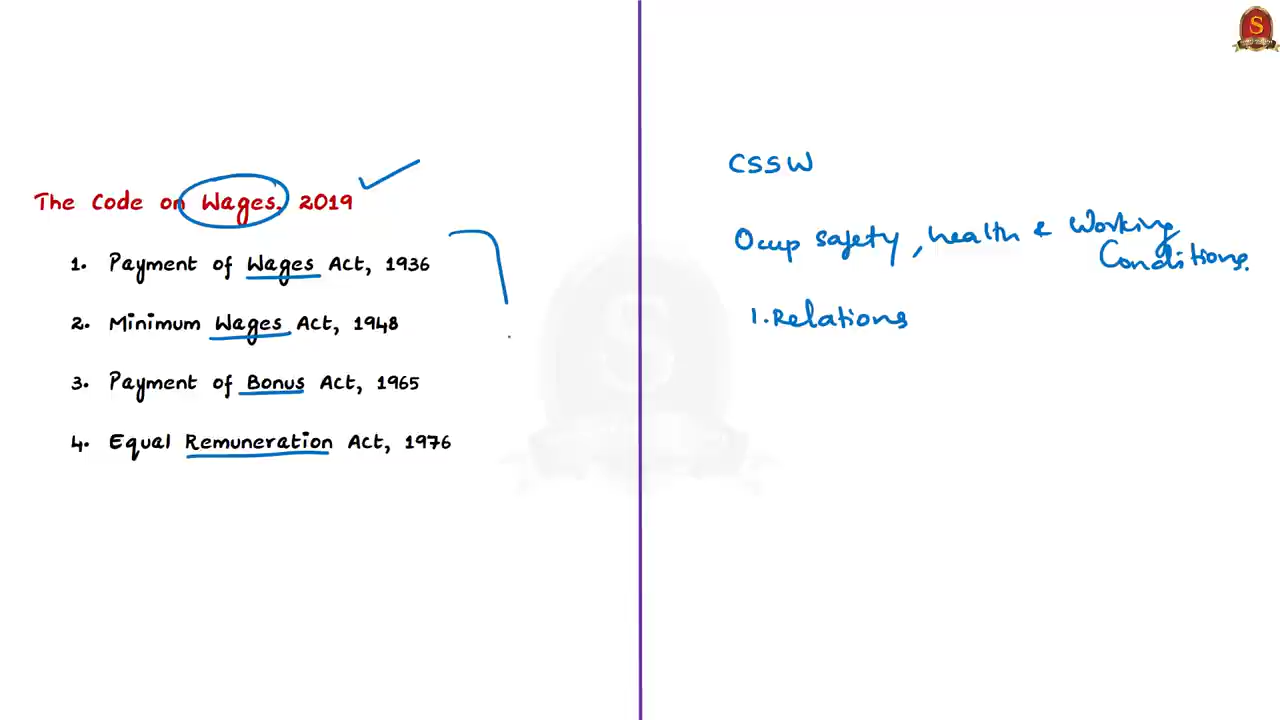 The Code on Wages, 2019
1. Payment of Wages Act, 1936
2. Minimum Wages Act, 1948
3. Payment of Bonus Act, 1965
4. Equal Remuneration Act, 1976
CSSW
Occup safety, health & Working
Conditions.
1. Relations
S